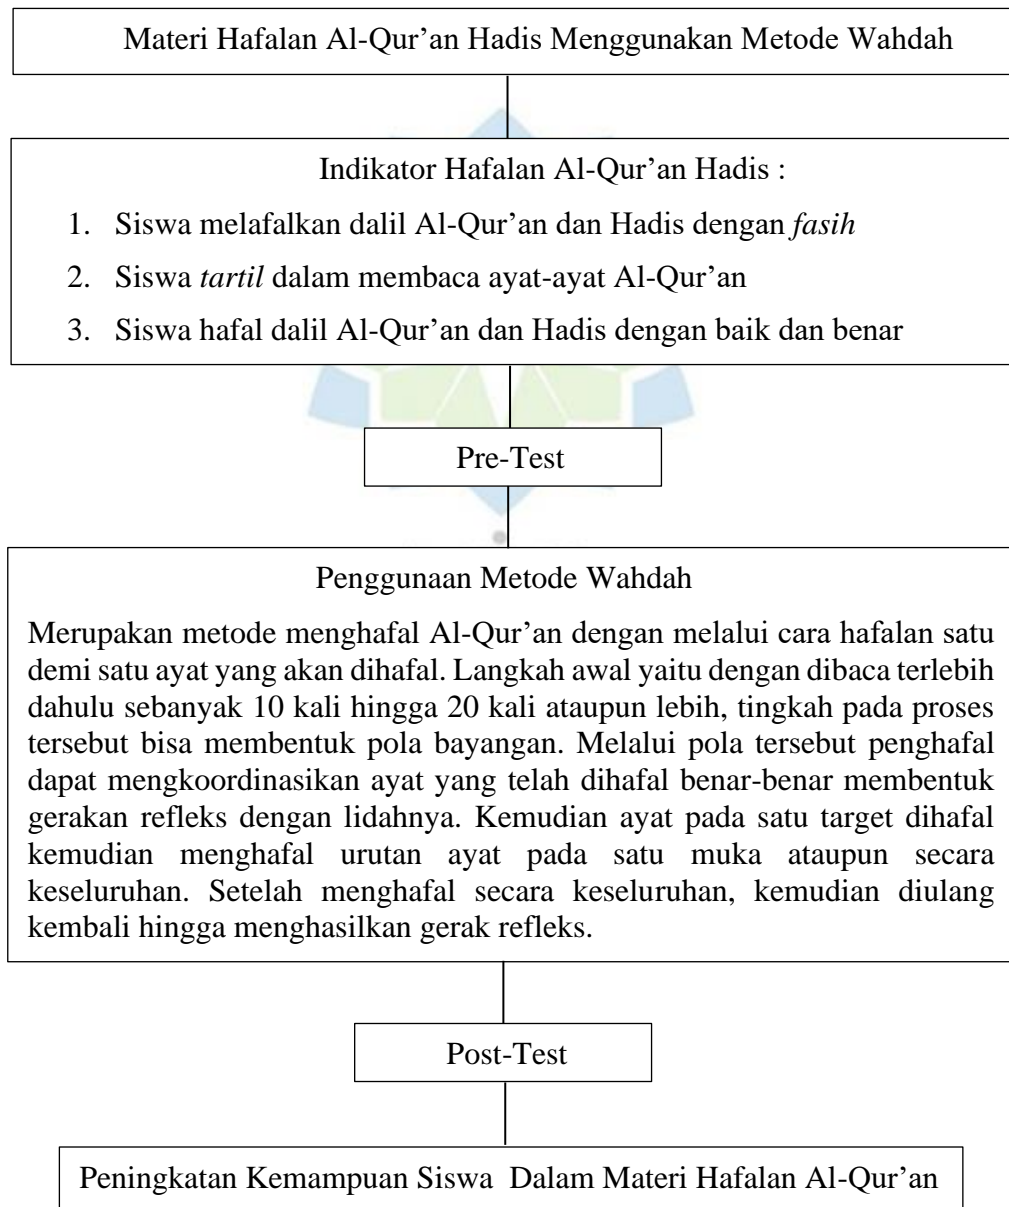 Materi Hafalan Al-Qur’an Hadis Menggunakan Metode Wahdah
Indikator Hafalan Al-Qur’an Hadis :
1. Siswa melafalkan dalil Al-Qur’an dan Hadis dengan fasih
2. Siswa tartil dalam membaca ayat-ayat Al-Qur’an
3. Siswa hafal dalil Al-Qur’an dan Hadis dengan baik dan benar
Pre-Test
Penggunaan Metode Wahdah
Merupakan metode menghafal Al-Qur’an dengan melalui cara hafalan satu
demi satu ayat yang akan dihafal. Langkah awal yaitu dengan dibaca terlebih
dahulu sebanyak 10 kali hingga 20 kali ataupun lebih, tingkah pada proses
tersebut bisa membentuk pola bayangan. Melalui pola tersebut penghafal
dapat mengkoordinasikan ayat yang telah dihafal benar-benar membentuk
gerakan refleks dengan lidahnya. Kemudian ayat pada satu target dihafal
kemudian menghafal urutan ayat pada satu muka ataupun secara
keseluruhan. Setelah menghafal secara keseluruhan, kemudian diulang
kembali hingga menghasilkan gerak refleks.
Post-Test
Peningkatan Kemampuan Siswa Dalam Materi Hafalan Al-Qur’an